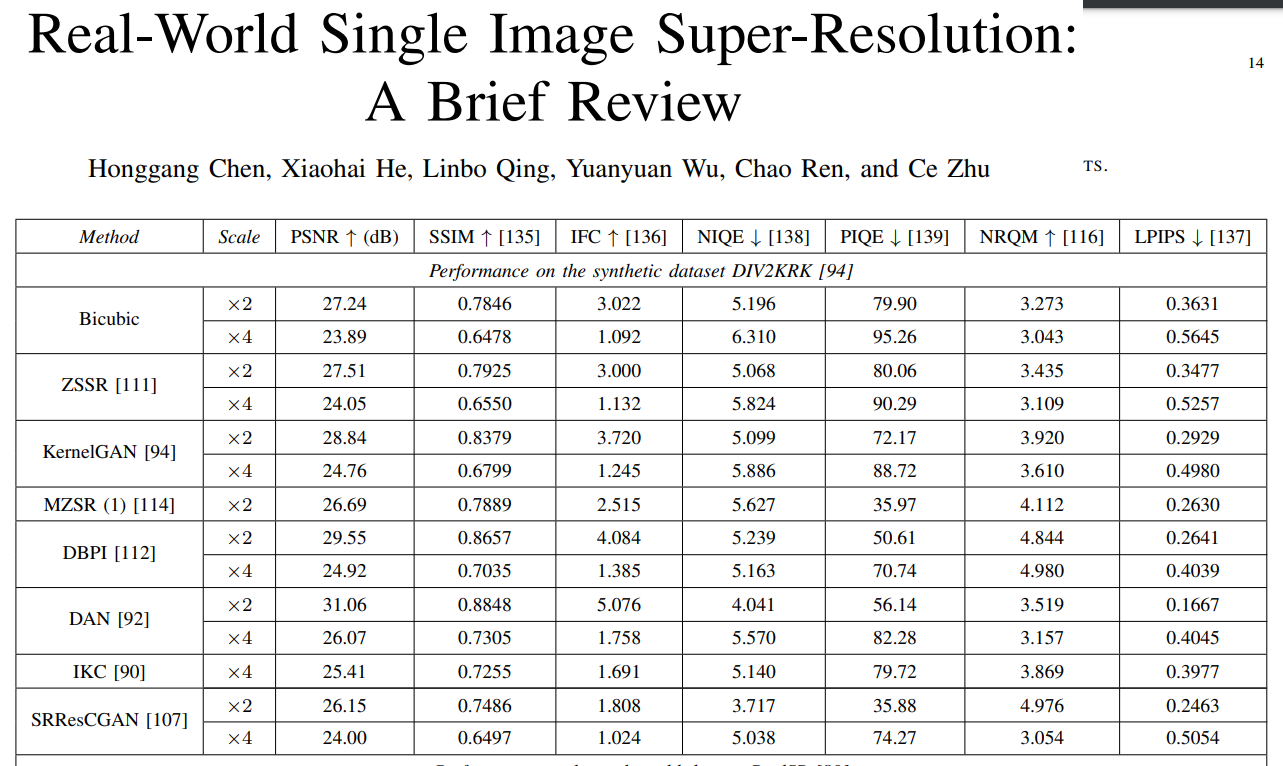 Real-World Single Image Super-Resolution:
14
A Brief Review
Honggang Chen, Xiaohai He, Linbo Qing, Yuanyuan Wu, Chao Ren, and Ce Zhu
TS.
Method Scale PSNR ↑ (dB) SSIM ↑ [135] IFC ↑ [136] NIQE ↓ [138] PIQE ↓ [139] NRQM ↑ [116] LPIPS ↓ [137]
Performance on the synthetic dataset DIV2KRK [94]
Bicubic ×2 27.24 0.7846 3.022 5.196 79.90 3.273 0.3631
×4 23.89 0.6478 1.092 6.310 95.26 3.043 0.5645
ZSSR [111] ×2 27.51 0.7925 3.000 5.068 80.06 3.435 0.3477
×4 24.05 0.6550 1.132 5.824 90.29 3.109 0.5257
KernelGAN [94] ×2 28.84 0.8379 3.720 5.099 72.17 3.920 0.2929
×4 24.76 0.6799 1.245 5.886 88.72 3.610 0.4980
MZSR (1) [114] ×2 26.69 0.7889 2.515 5.627 35.97 4.112 0.2630
DBPI [112] ×2 29.55 0.8657 4.084 5.239 50.61 4.844 0.2641
×4 24.92 0.7035 1.385 5.163 70.74 4.980 0.4039
DAN [92] ×2 31.06 0.8848 5.076 4.041 56.14 3.519 0.1667
×4 26.07 0.7305 1.758 5.570 82.28 3.157 0.4045
IKC [90] ×4 25.41 0.7255 1.691 5.140 79.72 3.869 0.3977
SRResCGAN [107] ×2 26.15 0.7486 1.808 3.717 35.88 4.976 0.2463
×4 24.00 0.6497 1.024 5.038 74.27 3.054 0.5054